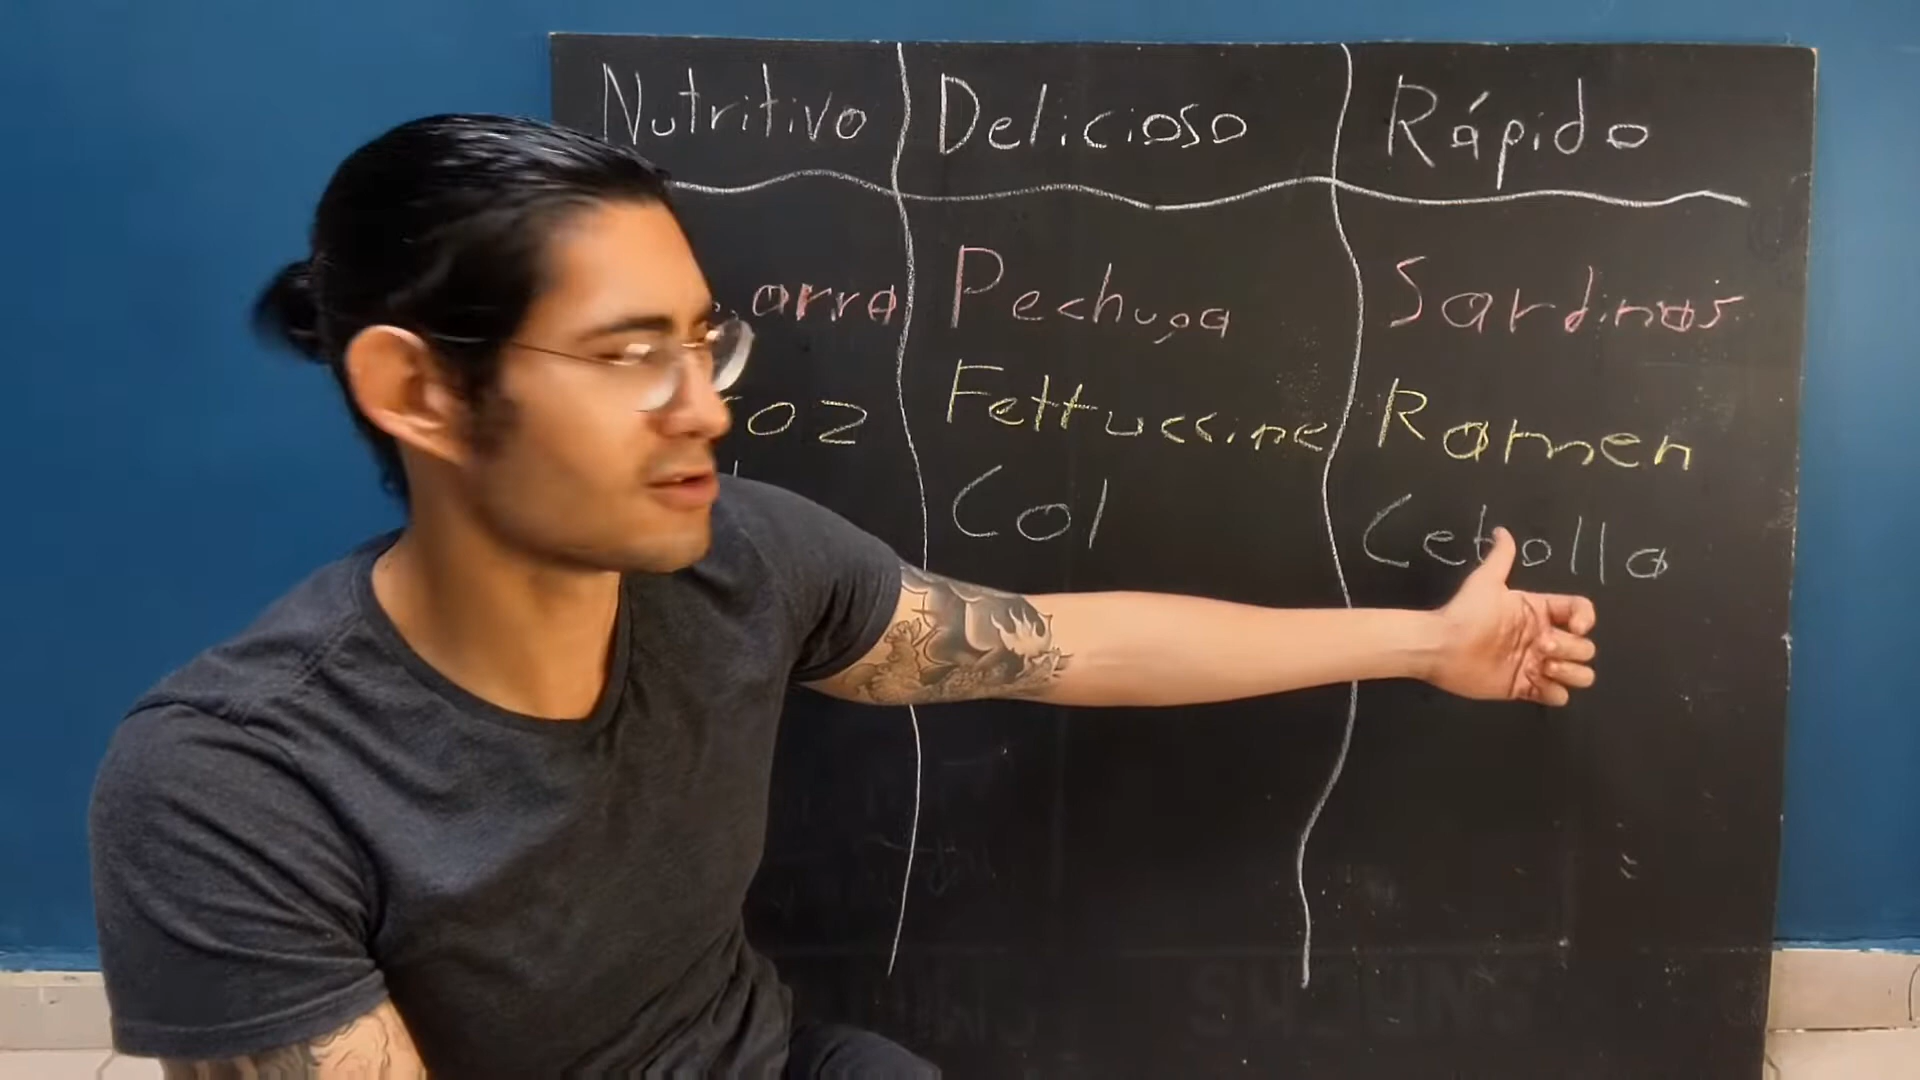 Nutritivo Delicioso Rápido
Pechuga Sardinas
Fettuccine Ramen
Col Cebolla